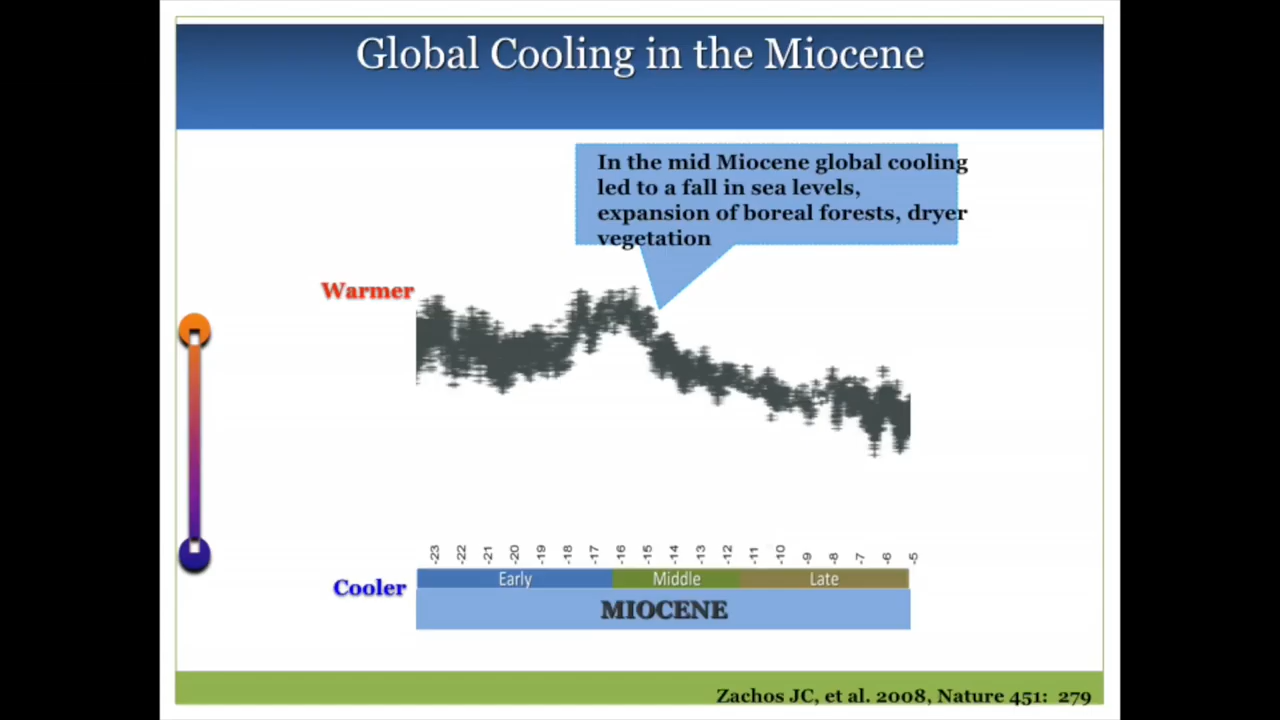 Global Cooling in the Miocene
In the mid Miocene global cooling
led to a fall in sea levels,
expansion of boreal forests, dryer
vegetation
Warmer
-23 -22 -21 -20 -19 -18 -17 -16 -15 -14 -13 -12 -11 -10 -9 -8 -7 -6 -5
Early Middle Late
Cooler
MIOCENE
Zachos JC, et al. 2008, Nature 451: 279